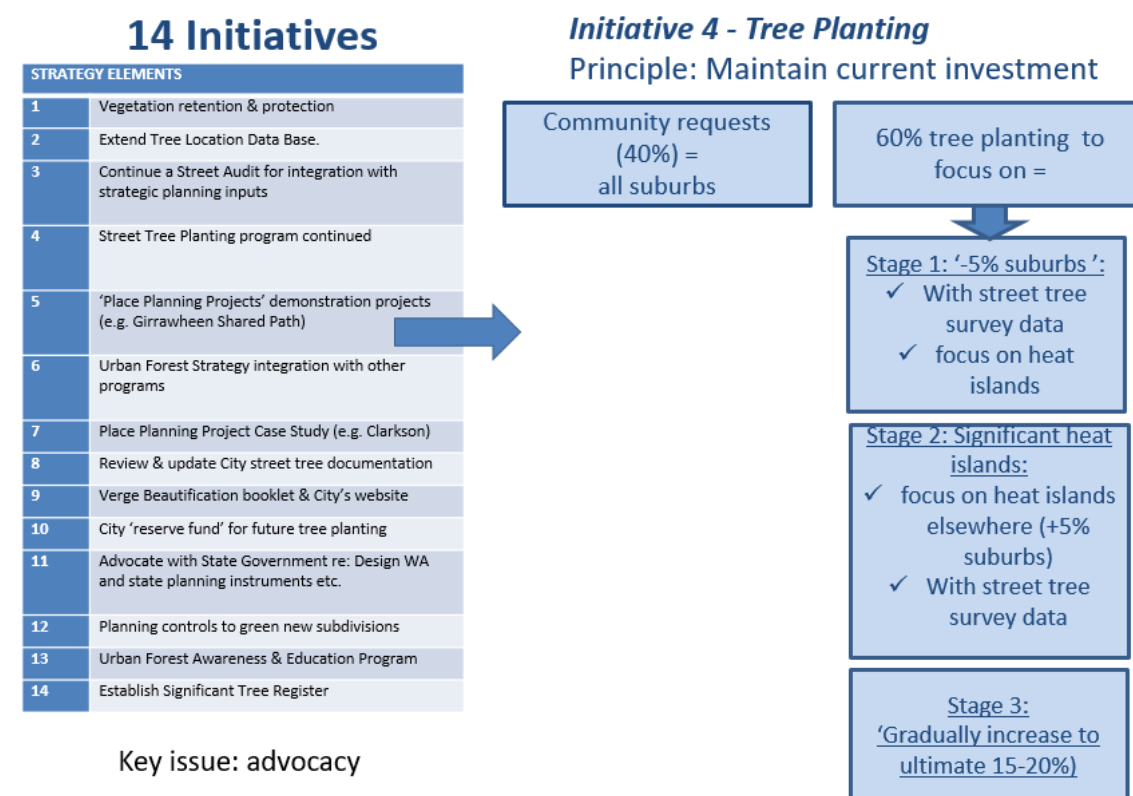 14 Initiatives
STRATEGY ELEMENTS
1 Vegetation retention & protection
2 Extend Tree Location Data Base.
3 Continue a Street Audit for integration with
strategic planning inputs
4 Street Tree Planting program continued
5 ‘Place Planning Projects’ demonstration projects
(e.g. Girrawheen Shared Path)
6 Urban Forest Strategy integration with other
programs
7 Place Planning Project Case Study (e.g. Clarkson)
8 Review & update City street tree documentation
9 Verge Beautification booklet & City’s website
10 City ‘reserve fund’ for future tree planting
11 Advocate with State Government re: Design WA
and state planning instruments etc.
12 Planning controls to green new subdivisions
13 Urban Forest Awareness & Education Program
14 Establish Significant Tree Register
Key issue: advocacy
Initiative 4 - Tree Planting
Principle: Maintain current investment
Community requests
(40%) =
all suburbs
60% tree planting to
focus on =
Stage 1: ‘-5% suburbs ’:
✓ With street tree
survey data
✓ focus on heat
islands
Stage 2: Significant heat
islands:
✓ focus on heat islands
elsewhere (+5%
suburbs)
✓ With street tree
survey data
Stage 3:
‘Gradually increase to
ultimate 15-20%)